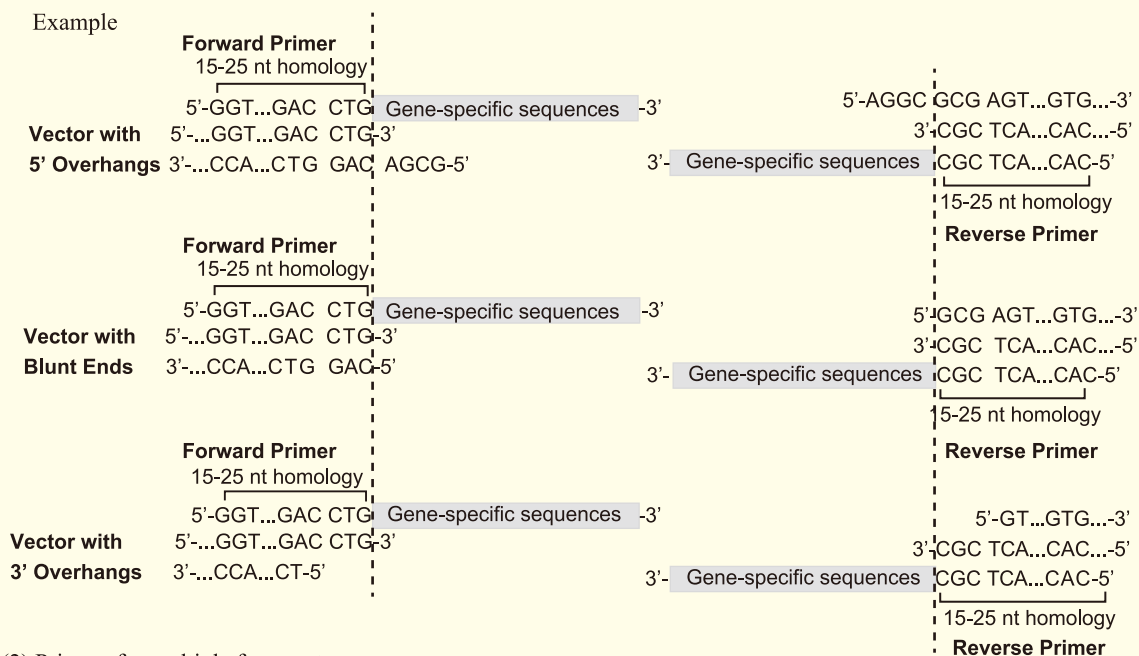 Example
Forward Primer
15-25 nt homology
5’-GGT...GAC CTG Gene-specific sequences -3’
Vector with 5’-...GGT...GAC CTG-3’
5’ Overhangs 3’-...CCA...CTG GAC AGCG-5’
5’-AGGC GCG AGT...GTG...-3’
3’-CGC TCA...CAC...-5’
3’- Gene-specific sequences CGC TCA...CAC-5’
15-25 nt homology
Reverse Primer
Forward Primer
15-25 nt homology
5’-GGT...GAC CTG Gene-specific sequences -3’
Vector with 5’-...GGT...GAC CTG-3’
Blunt Ends 3’-...CCA...CTG GAC-5’
5’-GCG AGT...GTG...-3’
3’-CGC TCA...CAC...-5’
3’- Gene-specific sequences CGC TCA...CAC-5’
15-25 nt homology
Reverse Primer
Forward Primer
15-25 nt homology
5’-GGT...GAC CTG Gene-specific sequences -3’
Vector with 5’-...GGT...GAC CTG-3’
3’ Overhangs 3’-...CCA...CT-5’
5’-GT...GTG...-3’
3’-CGC TCA...CAC...-5’
3’- Gene-specific sequences CGC TCA...CAC-5’
15-25 nt homology
Reverse Primer